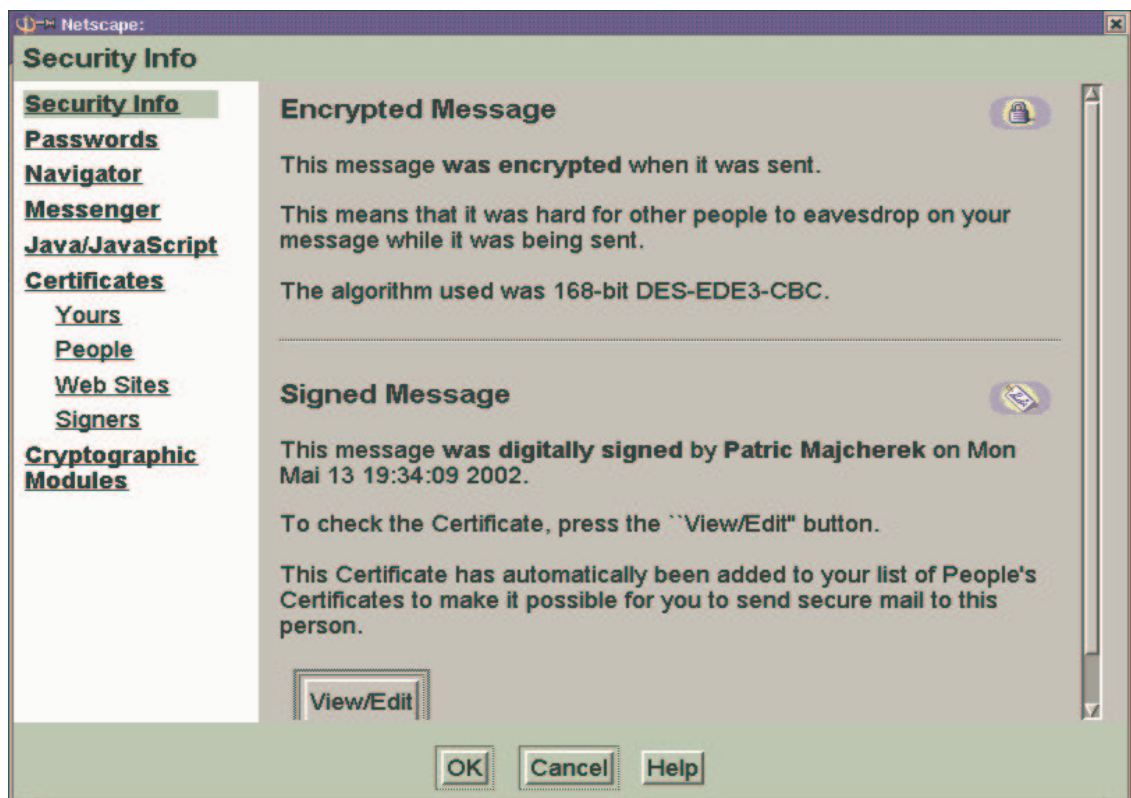 Netscape:
Security Info
Security Info
Passwords
Navigator
Messenger
Java/JavaScript
Certificates
Yours
People
Web Sites
Signers
Cryptographic
Modules
Encrypted Message
This message was encrypted when it was sent.
This means that it was hard for other people to eavesdrop on your
message while it was being sent.
The algorithm used was 168-bit DES-EDE3-CBC.
Signed Message
This message was digitally signed by Patric Majcherek on Mon
Mai 13 19:34:09 2002.
To check the Certificate, press the ``View/Edit" button.
This Certificate has automatically been added to your list of People's
Certificates to make it possible for you to send secure mail to this
person.
View/Edit
OK Cancel Help